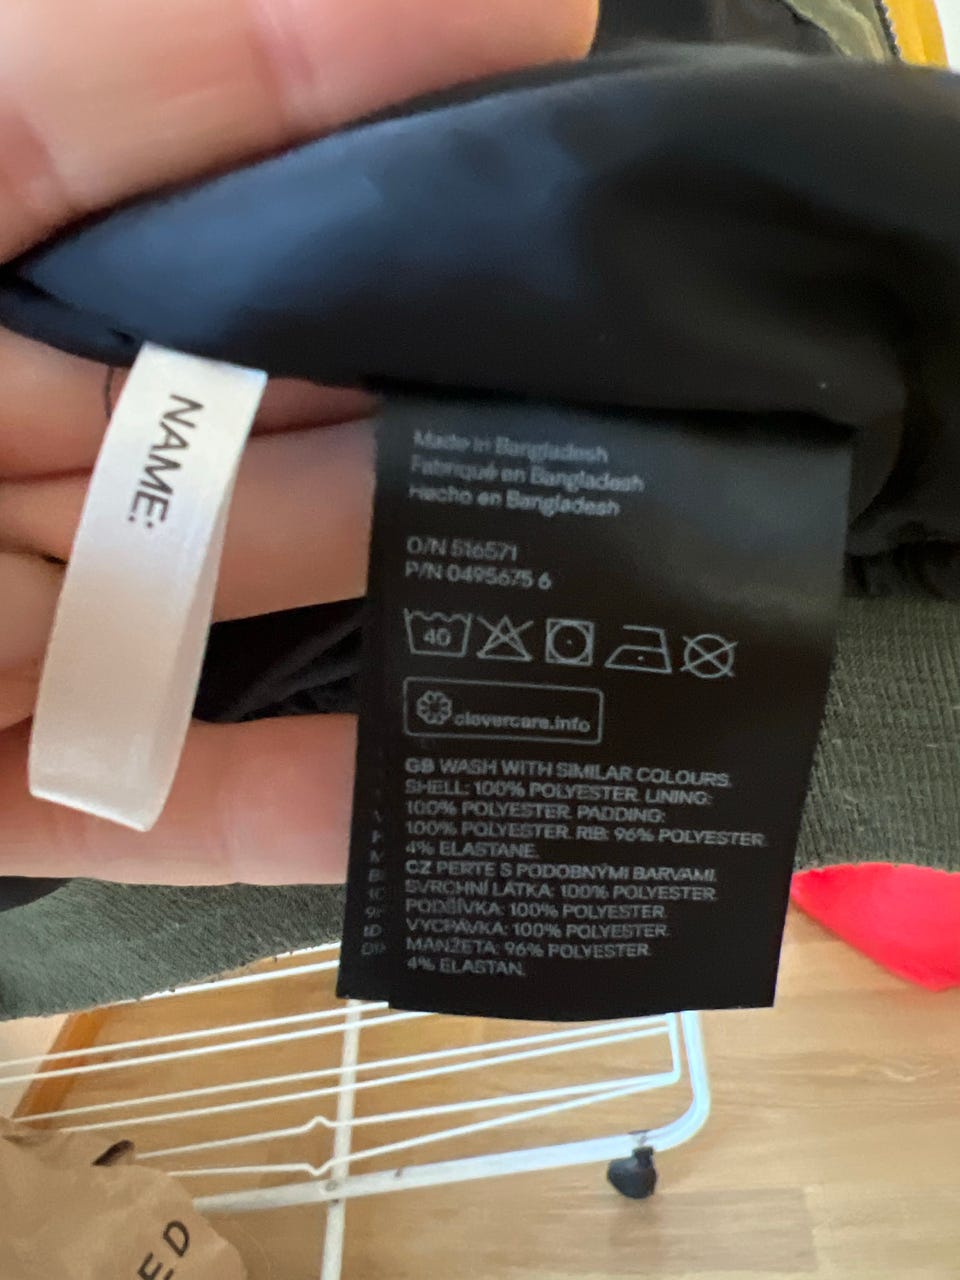 NAME:
Made in Bangladesh
Fabriqué en Bangladesh
Hecho en Bangladesh
O/N 516571
P/N 0495675 6
40
clevercare.info
GB WASH WITH SIMILAR COLOURS.
SHELL: 100% POLYESTER. LINING:
100% POLYESTER. PADDING:
100% POLYESTER. RIB: 96% POLYESTER.
4% ELASTANE.
CZ PERTE S PODOBNÝMI BARVAMI.
SVRCHNÍ LÁTKA: 100% POLYESTER.
PODŠÍVKA: 100% POLYESTER.
VYCPÁVKA: 100% POLYESTER.
MANŽETA: 96% POLYESTER.
4% ELASTAN.
ED